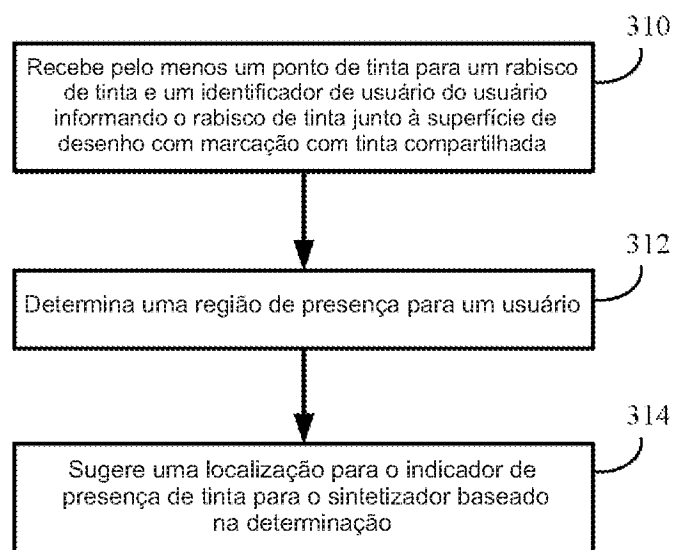 310
Recebe pelo menos um ponto de tinta para um rabisco
de tinta e um identificador de usuário do usuário
informando o rabisco de tinta junto à superfície de
desenho com marcação com tinta compartilhada
312
Determina uma região de presença para um usuário
314
Sugere uma localização para o indicador de
presença de tinta para o sintetizador baseado
na determinação